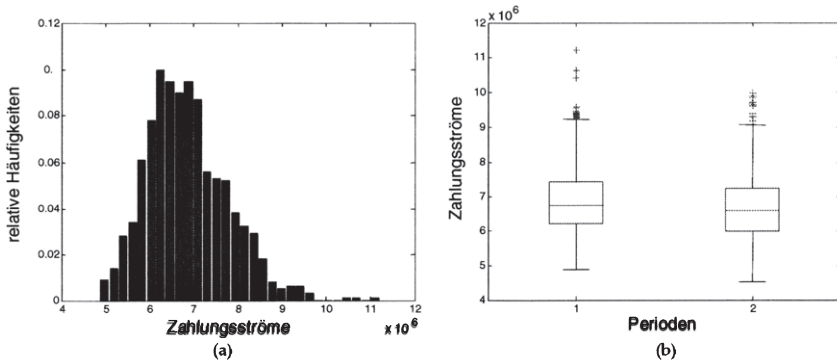 relative Häufigkeiten
0.12
0.
0.08
0.06
0.04
0.02
0
4 5 6 7 8 9 10 11 12
Zahlungsströme x 10 6
(a)
x 10 6
Zahlungsströme
12
11
10
9
8
7
6
5
4
1 2
Perioden
(b)